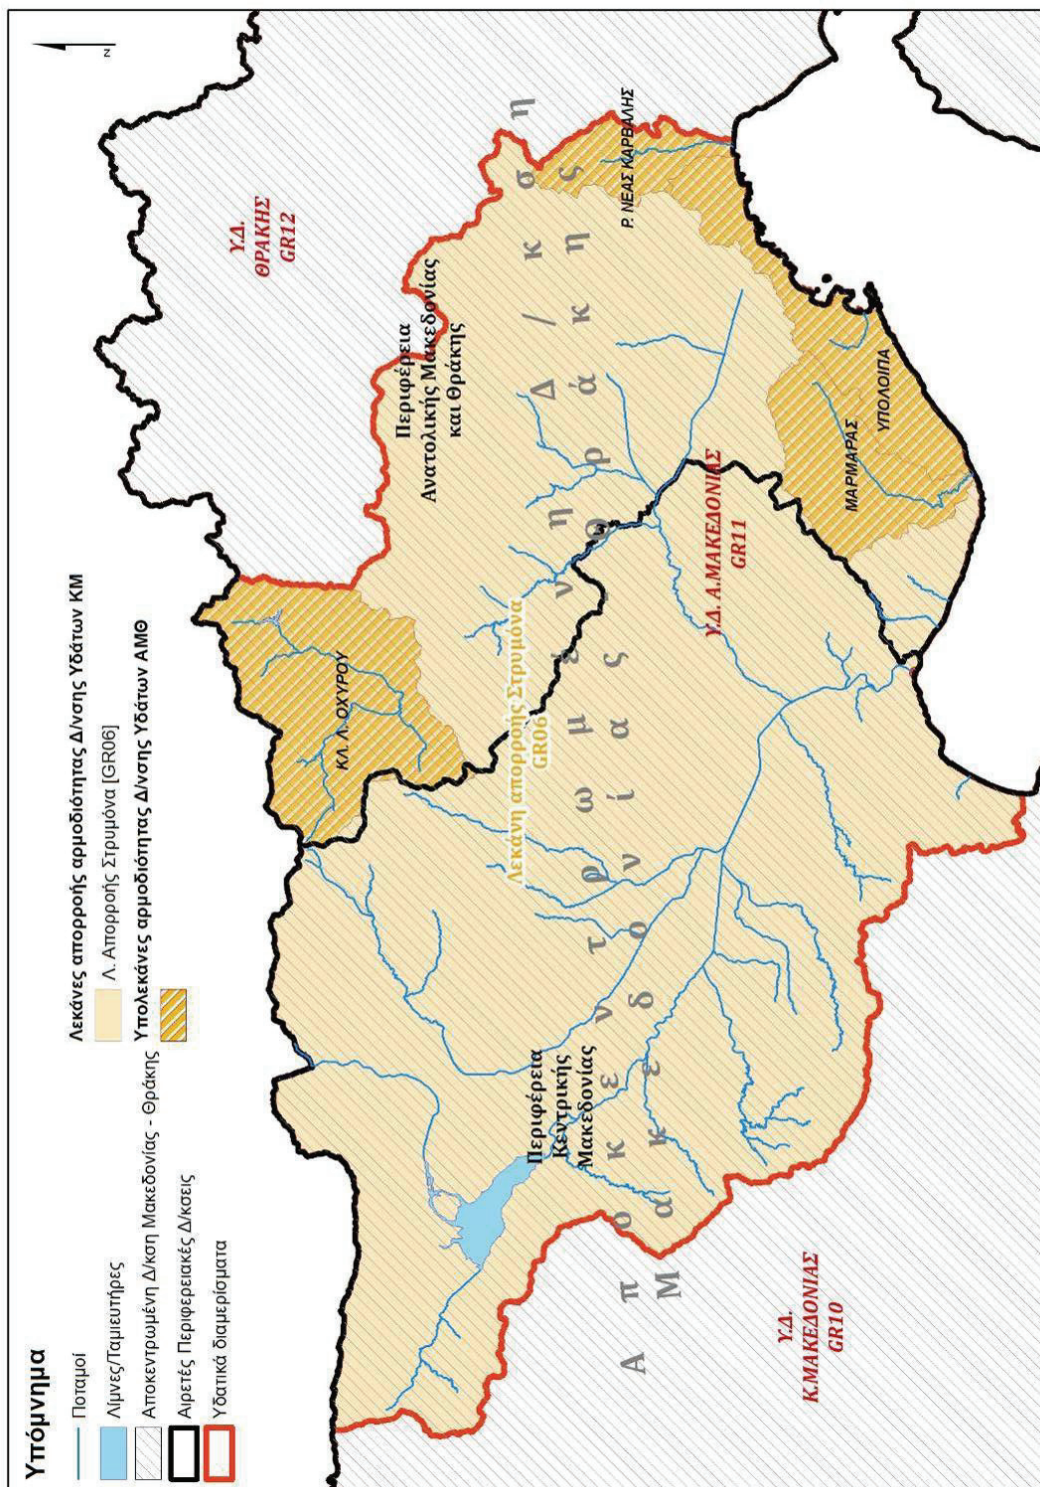 Υπόμνημα
Ποταμοί
Λίμνες/Ταμιευτήρες
Αποκεντρωμένη Δ/κση Μακεδονίας - Θράκης
Αιρετές Περιφερειακές Δ/κσεις
Υδατικά διαμερίσματα
Λεκάνες απορροής αρμοδιότητας Δ/νσης Υδάτων ΚΜ
Λ. Απορροής Στρυμόνα [GR06]
Υπολεκάνες αρμοδιότητας Δ/νσης Υδάτων ΑΜΘ
N
Υ.Δ.
ΘΡΑΚΗΣ
GR12
ΚΛ. Λ. ΟΧΥΡΟΥ
Περιφέρεια
Ανατολικής Μακεδονίας
και Θράκης
Ρ. ΝΕΑΣ ΚΑΡΒΑΛΗΣ
Λεκάνη απορροής Στρυμόνα
GR06
Αποκεντρωμένη Δ/κση
Μακεδονίας Θράκης
Περιφέρεια
Κεντρικής
Μακεδονίας
Υ.Δ. Α.ΜΑΚΕΔΟΝΙΑΣ
GR11
ΜΑΡΜΑΡΑΣ
ΥΠΟΛΟΙΠΑ
Υ.Δ.
Κ.ΜΑΚΕΔΟΝΙΑΣ
GR10